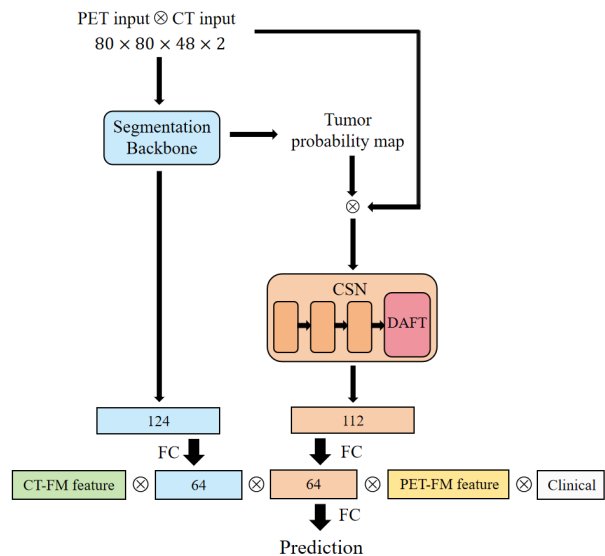 PET input ⊗ CT input
80 × 80 × 48 × 2
Segmentation
Backbone
Tumor
probability map
⊗
CSN
DAFT
124
112
FC
FC
CT-FM feature ⊗ 64 ⊗ 64 ⊗ PET-FM feature ⊗ Clinical
FC
Prediction